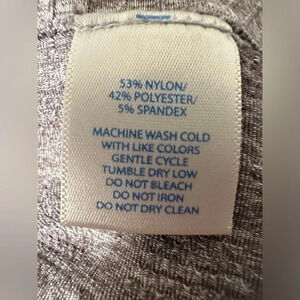 53% NYLON/
42% POLYESTER/
5% SPANDEX
MACHINE WASH COLD
WITH LIKE COLORS
GENTLE CYCLE
TUMBLE DRY LOW
DO NOT BLEACH
DO NOT IRON
DO NOT DRY CLEAN